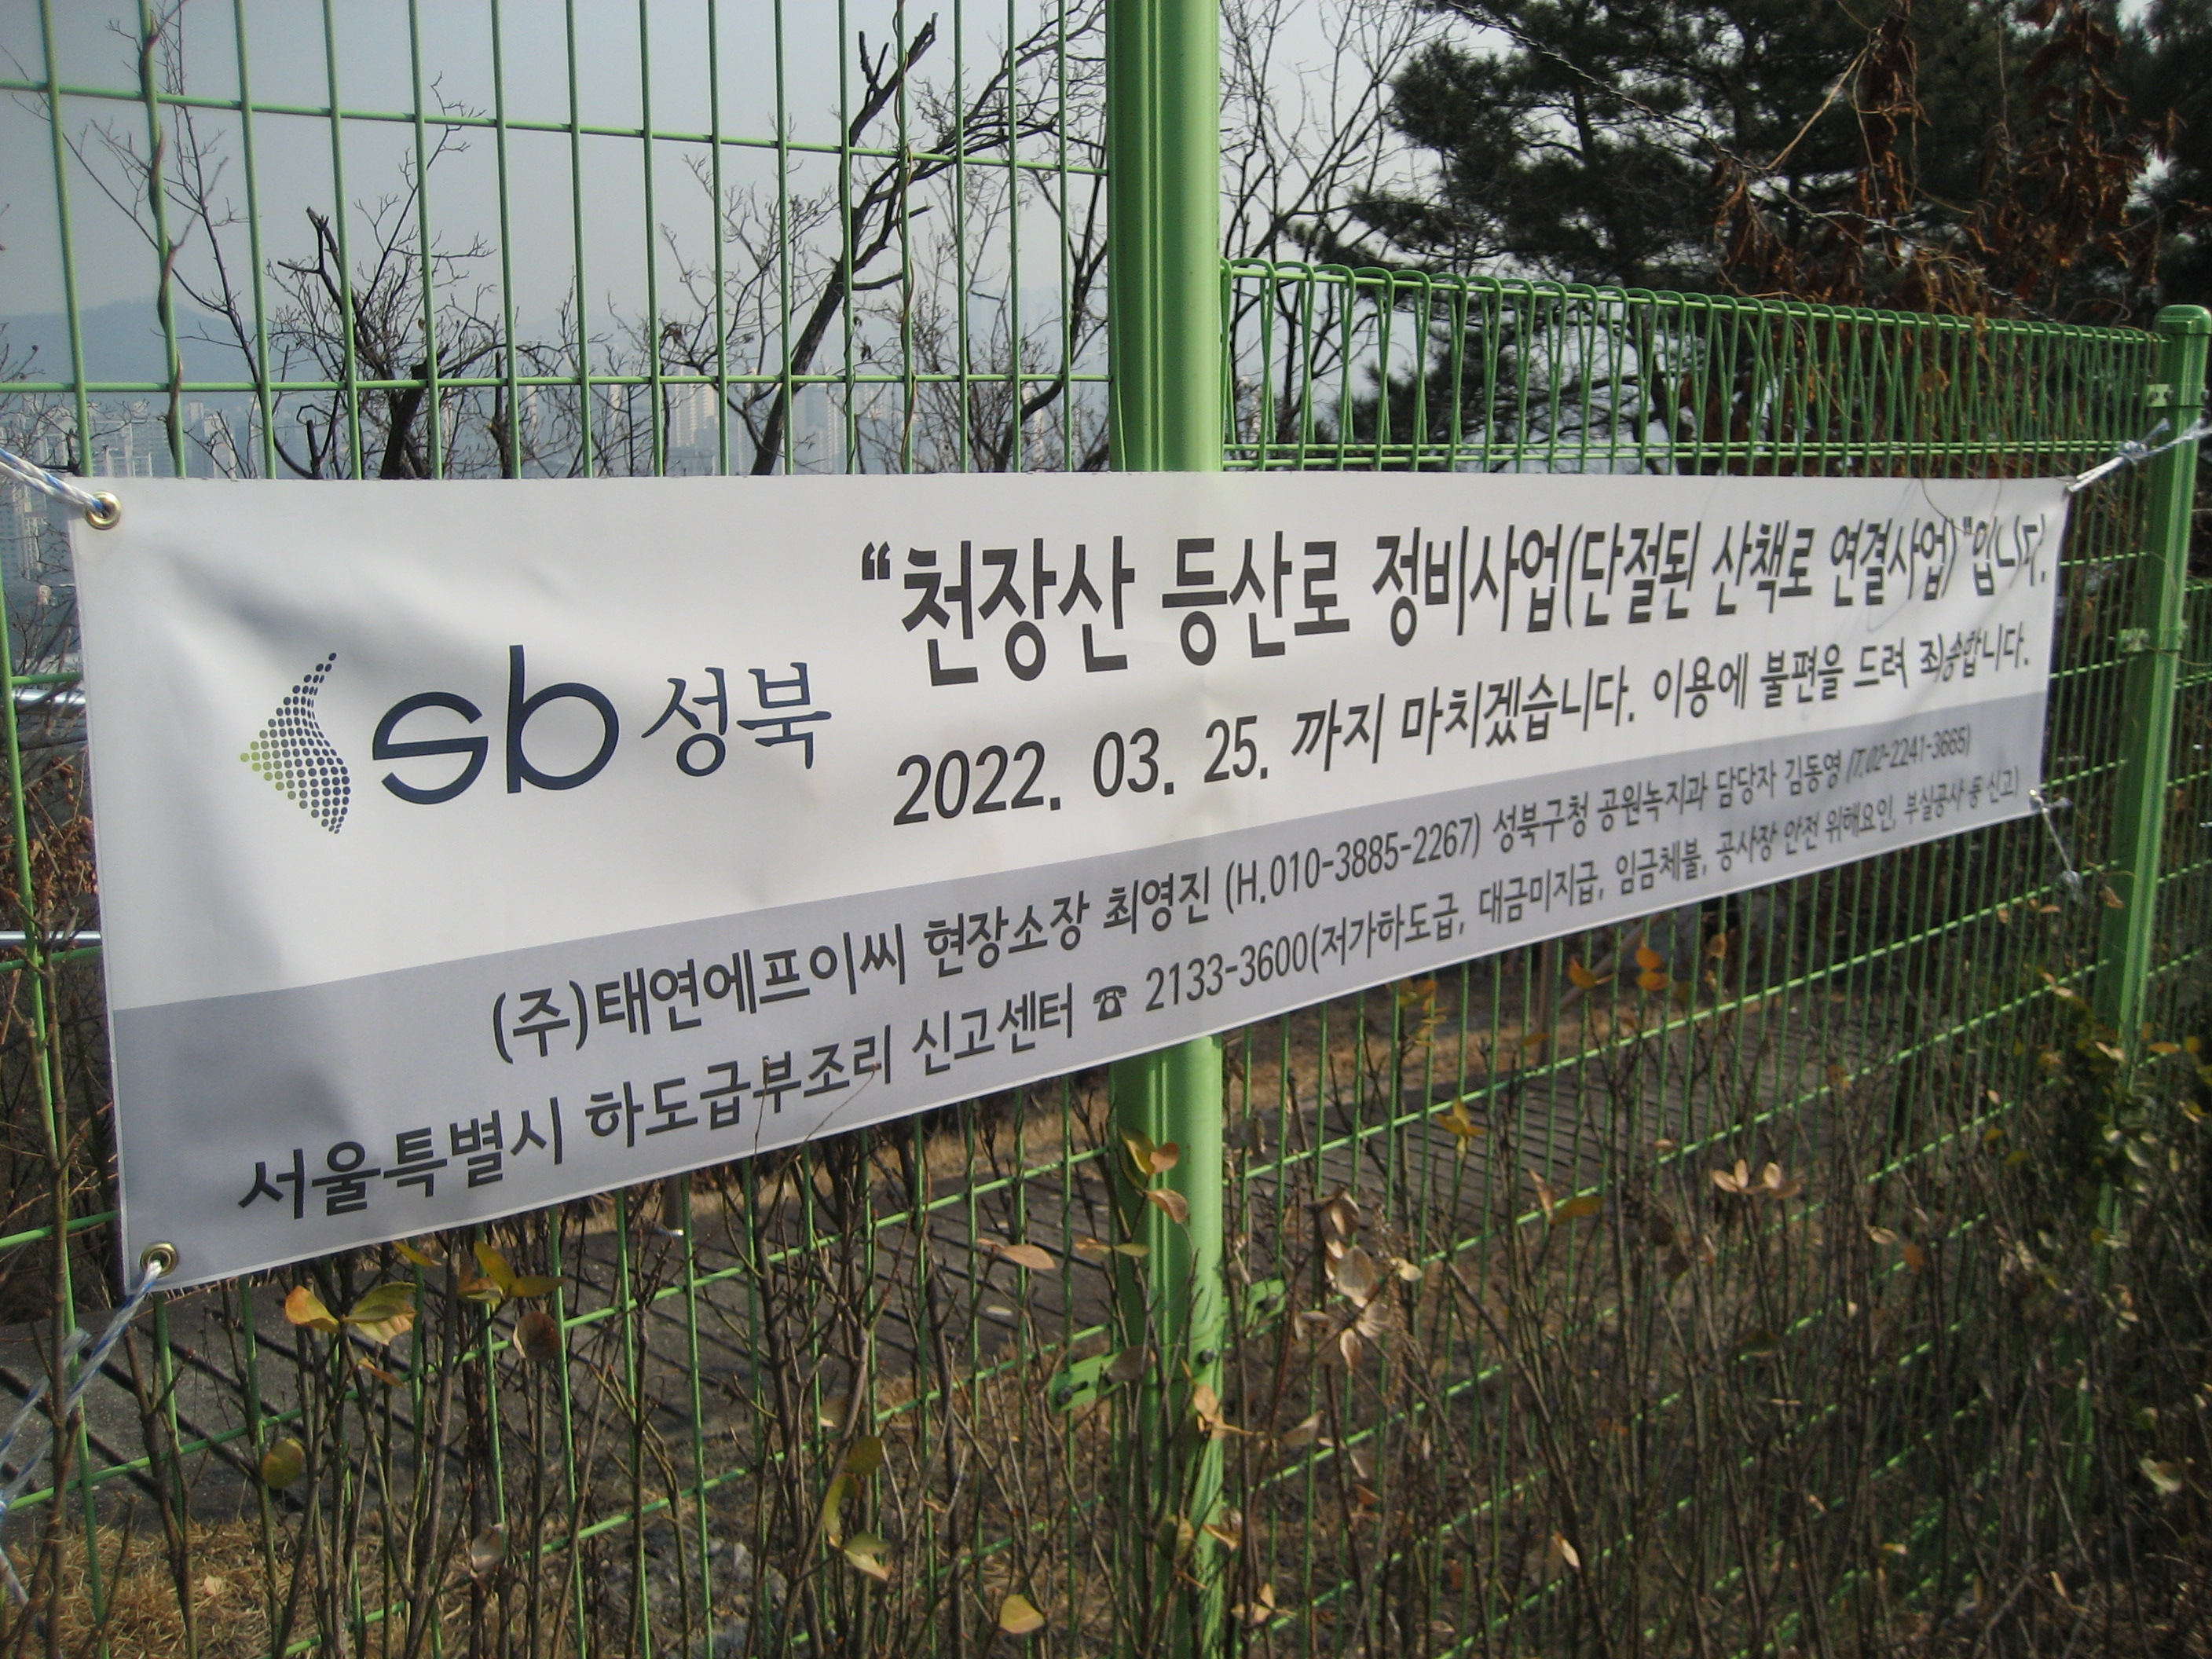 sb 성북
“천장산 등산로 정비사업(단절된 산책로 연결사업)”입니다.
2022. 03. 25. 까지 마치겠습니다. 이용에 불편을 드려 죄송합니다.
(주)태연에프이씨 현장소장 최영진 (H.010-3885-2267) 성북구청 공원녹지과 담당자 김동영 (T.02-2241-3665)
서울특별시 하도급부조리 신고센터 ☎ 2133-3600(저가하도급, 대금미지급, 임금체불, 공사장 안전 위해요인, 부실공사 등 신고)